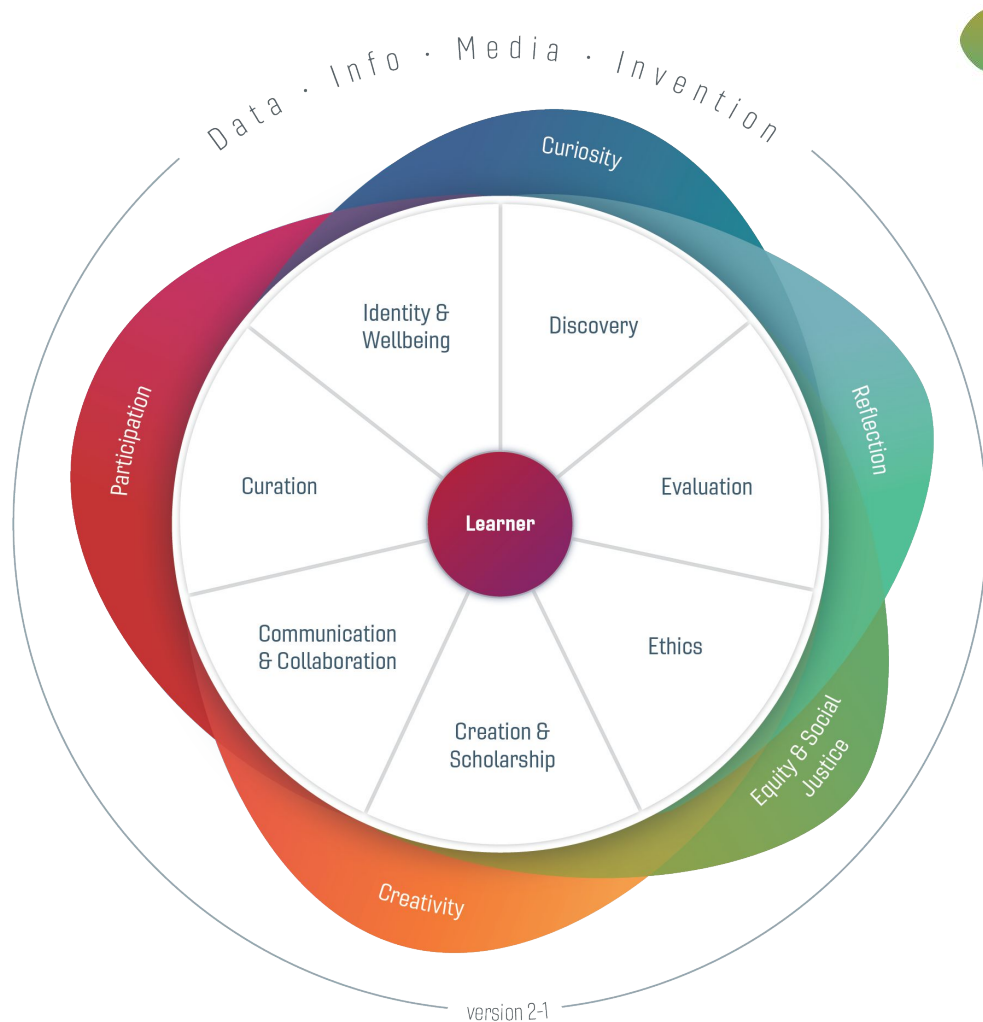 Data · Info · Media · Invention
Curiosity
Reflection
Equity & Social
Justice
Creativity
Participation
Identity &
Wellbeing
Discovery
Evaluation
Ethics
Creation &
Scholarship
Communication
& Collaboration
Curation
Learner
version 2-1